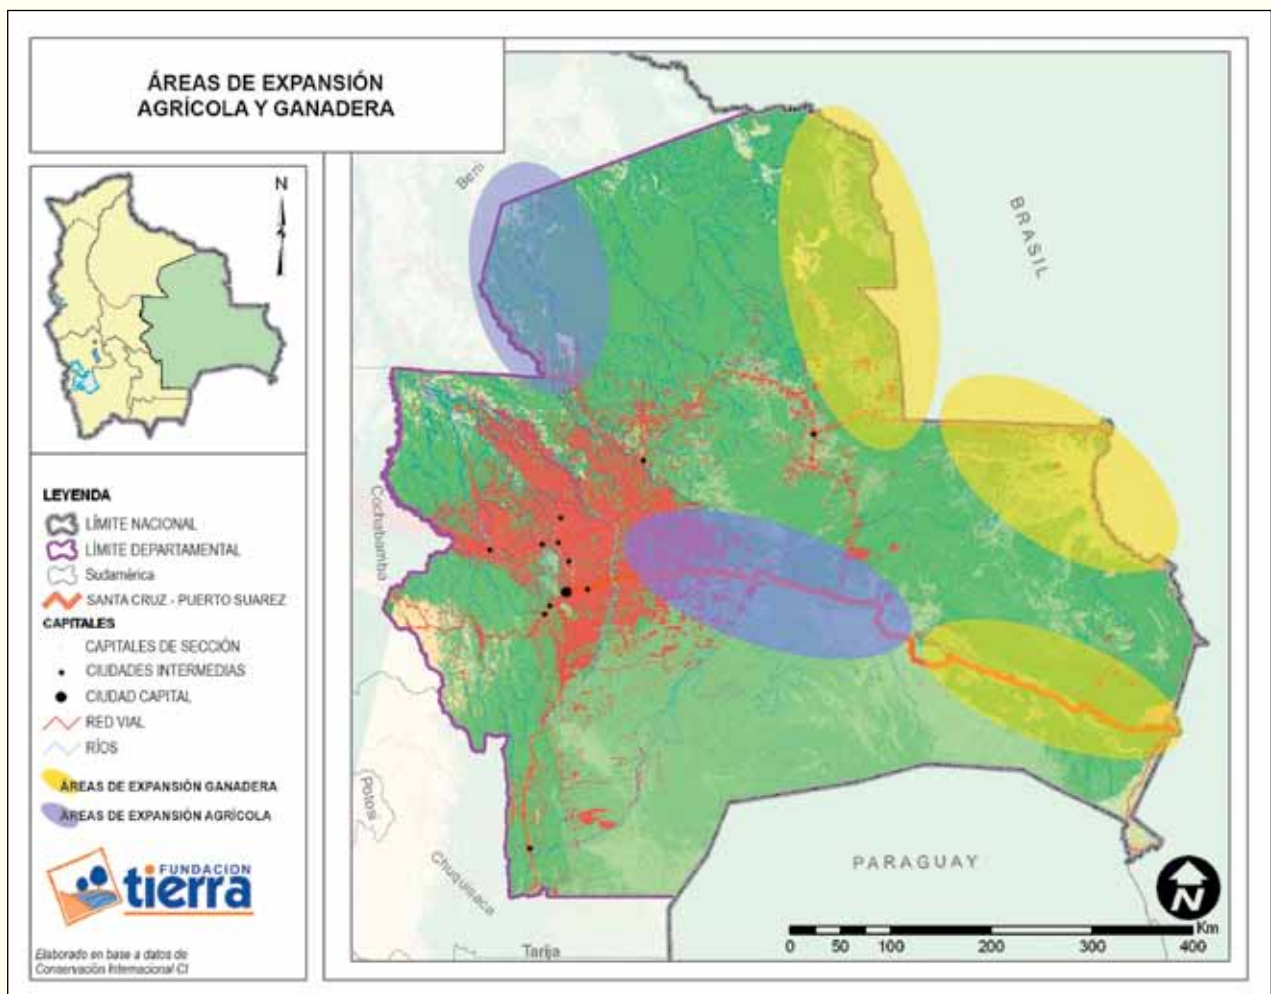 ÁREAS DE EXPANSIÓN
AGRÍCOLA Y GANADERA
N
LEYENDA
LÍMITE NACIONAL
LÍMITE DEPARTAMENTAL
Sudamérica
SANTA CRUZ - PUERTO SUAREZ
CAPITALES
CAPITALES DE SECCIÓN
CIUDADES INTERMEDIAS
CIUDAD CAPITAL
RED VIAL
RÍOS
ÁREAS DE EXPANSIÓN GANADERA
ÁREAS DE EXPANSIÓN AGRÍCOLA
FUNDACION
tierra
Elaborado en base a datos de
Conservación Internacional CI
Beni
BRASIL
Cochabamba
Potosí
Chuquisaca
Tarija
PARAGUAY
N
Km
0 50 100 200 300 400